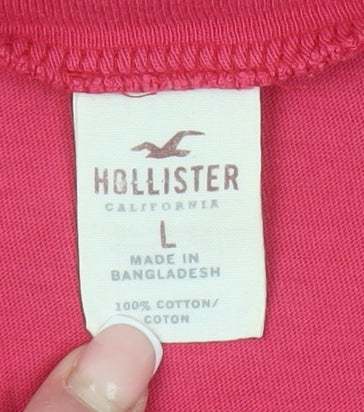 HOLLISTER
CALIFORNIA
L
MADE IN
BANGLADESH
100% COTTON/
COTON